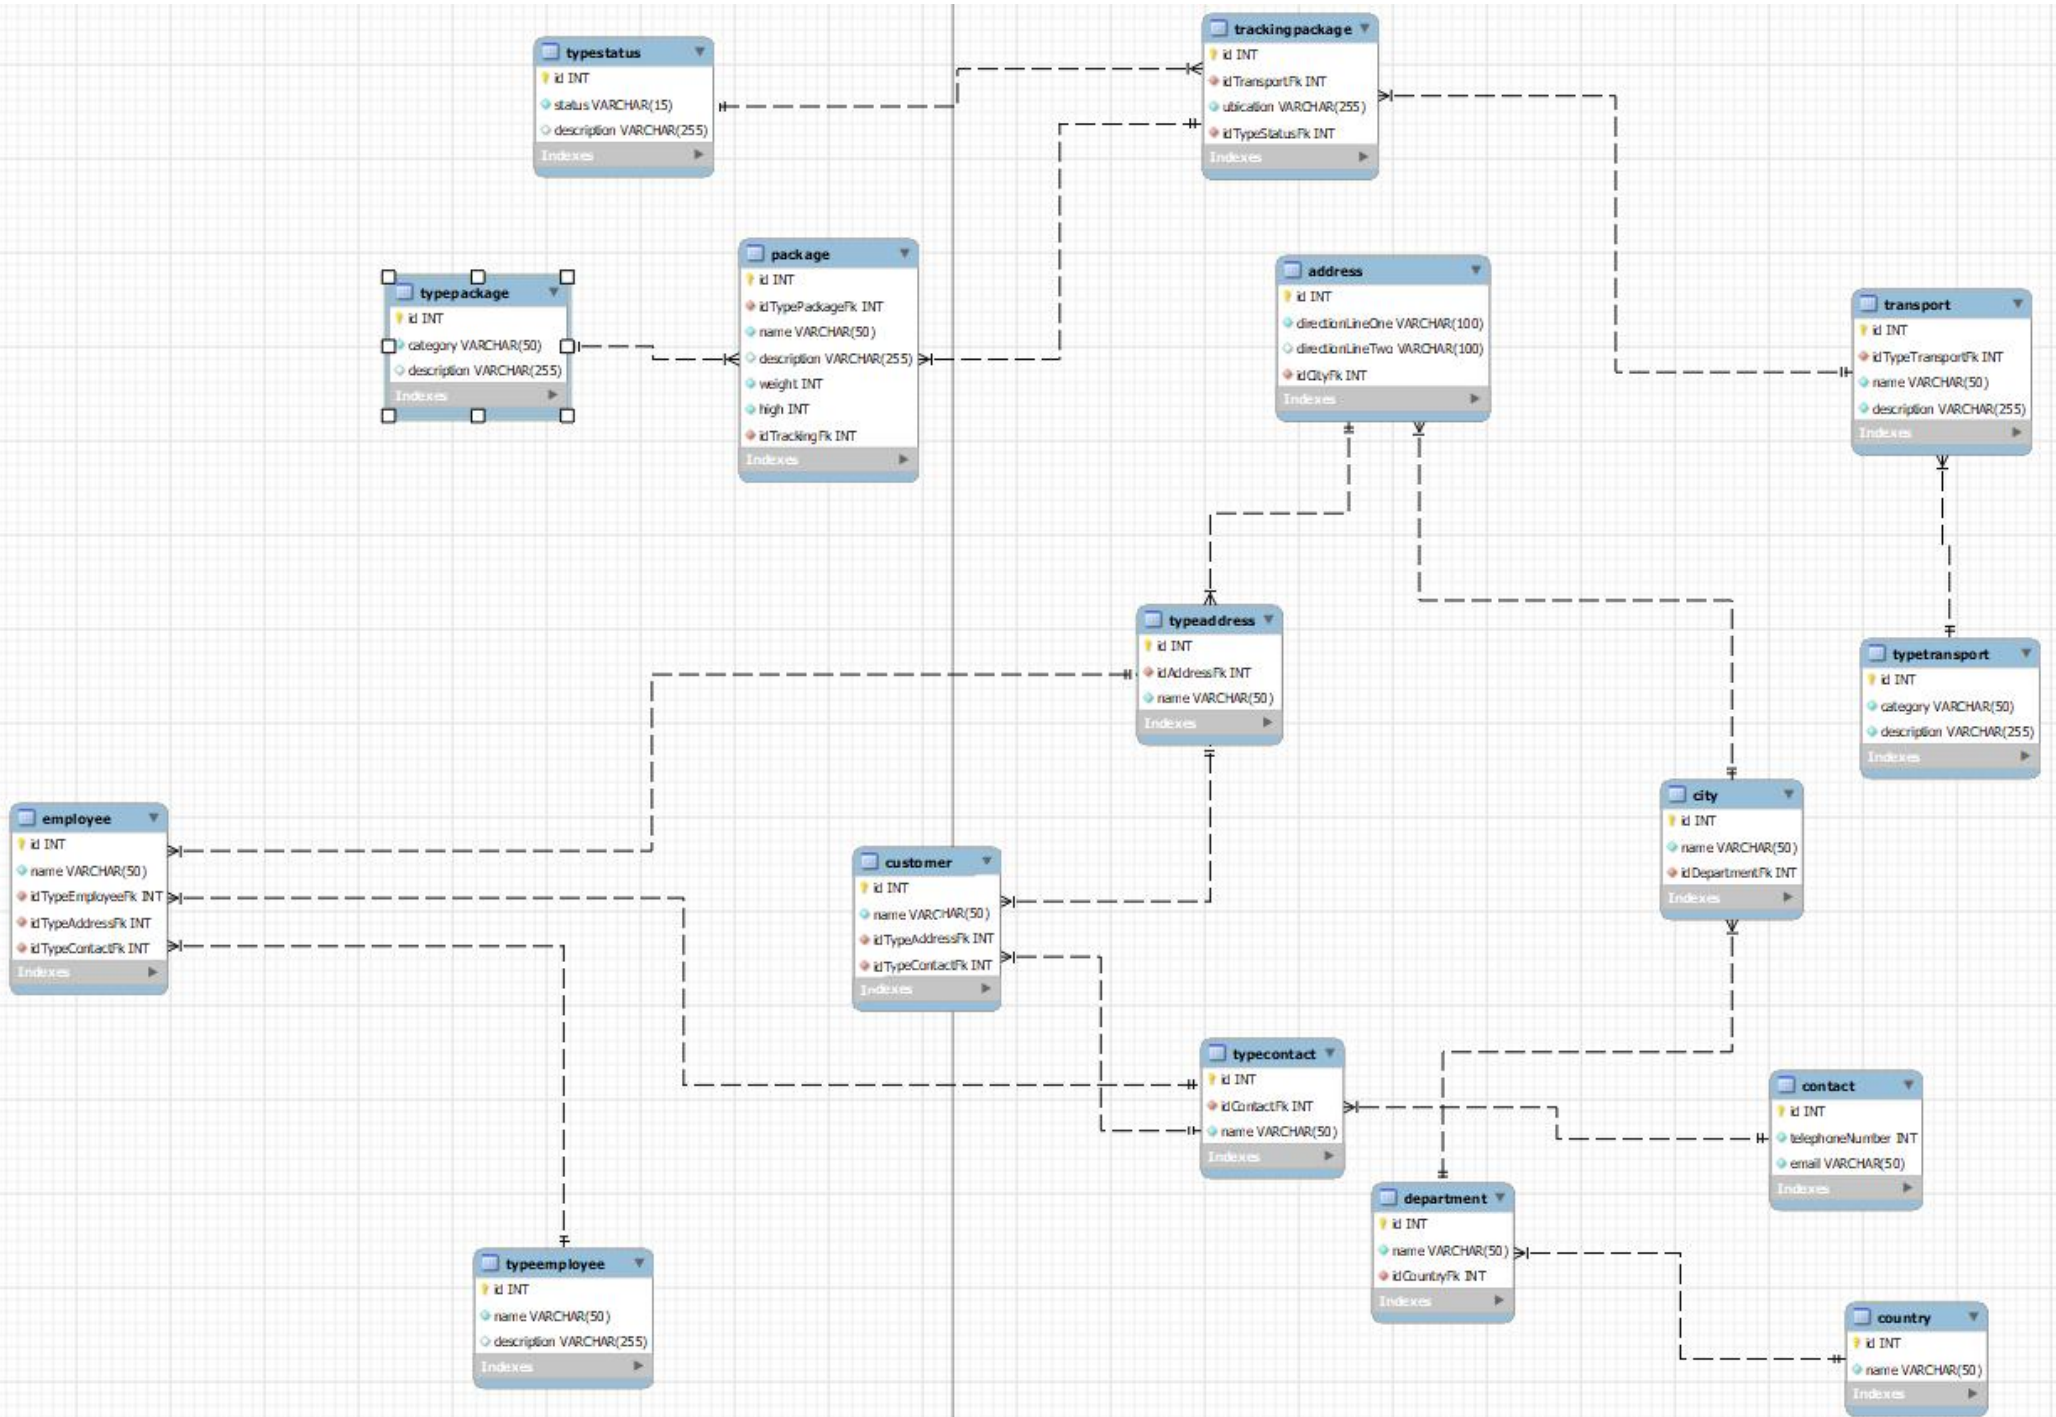 typestatus
id INT
status VARCHAR(15)
description VARCHAR(255)
Indexes
trackingpackage
id INT
idTransportFk INT
ubication VARCHAR(255)
idTypeStatusFk INT
Indexes
typepackage
id INT
category VARCHAR(50)
description VARCHAR(255)
Indexes
package
id INT
idTypePackageFk INT
name VARCHAR(50)
description VARCHAR(255)
weight INT
high INT
idTrackingFk INT
Indexes
address
id INT
directionLineOne VARCHAR(100)
directionLineTwo VARCHAR(100)
idCityFk INT
Indexes
transport
id INT
idTypeTransportFk INT
name VARCHAR(50)
description VARCHAR(255)
Indexes
typeaddress
id INT
idAddressFk INT
name VARCHAR(50)
Indexes
typetransport
id INT
category VARCHAR(50)
description VARCHAR(255)
Indexes
employee
id INT
name VARCHAR(50)
idTypeEmployeeFk INT
idTypeAddressFk INT
idTypeContactFk INT
Indexes
customer
id INT
name VARCHAR(50)
idTypeAddressFk INT
idTypeContactFk INT
Indexes
city
id INT
name VARCHAR(50)
idDepartmentFk INT
Indexes
typecontact
id INT
idContactFk INT
name VARCHAR(50)
Indexes
contact
id INT
telephoneNumber INT
email VARCHAR(50)
Indexes
department
id INT
name VARCHAR(50)
idCountryFk INT
Indexes
typeemployee
id INT
name VARCHAR(50)
description VARCHAR(255)
Indexes
country
id INT
name VARCHAR(50)
Indexes